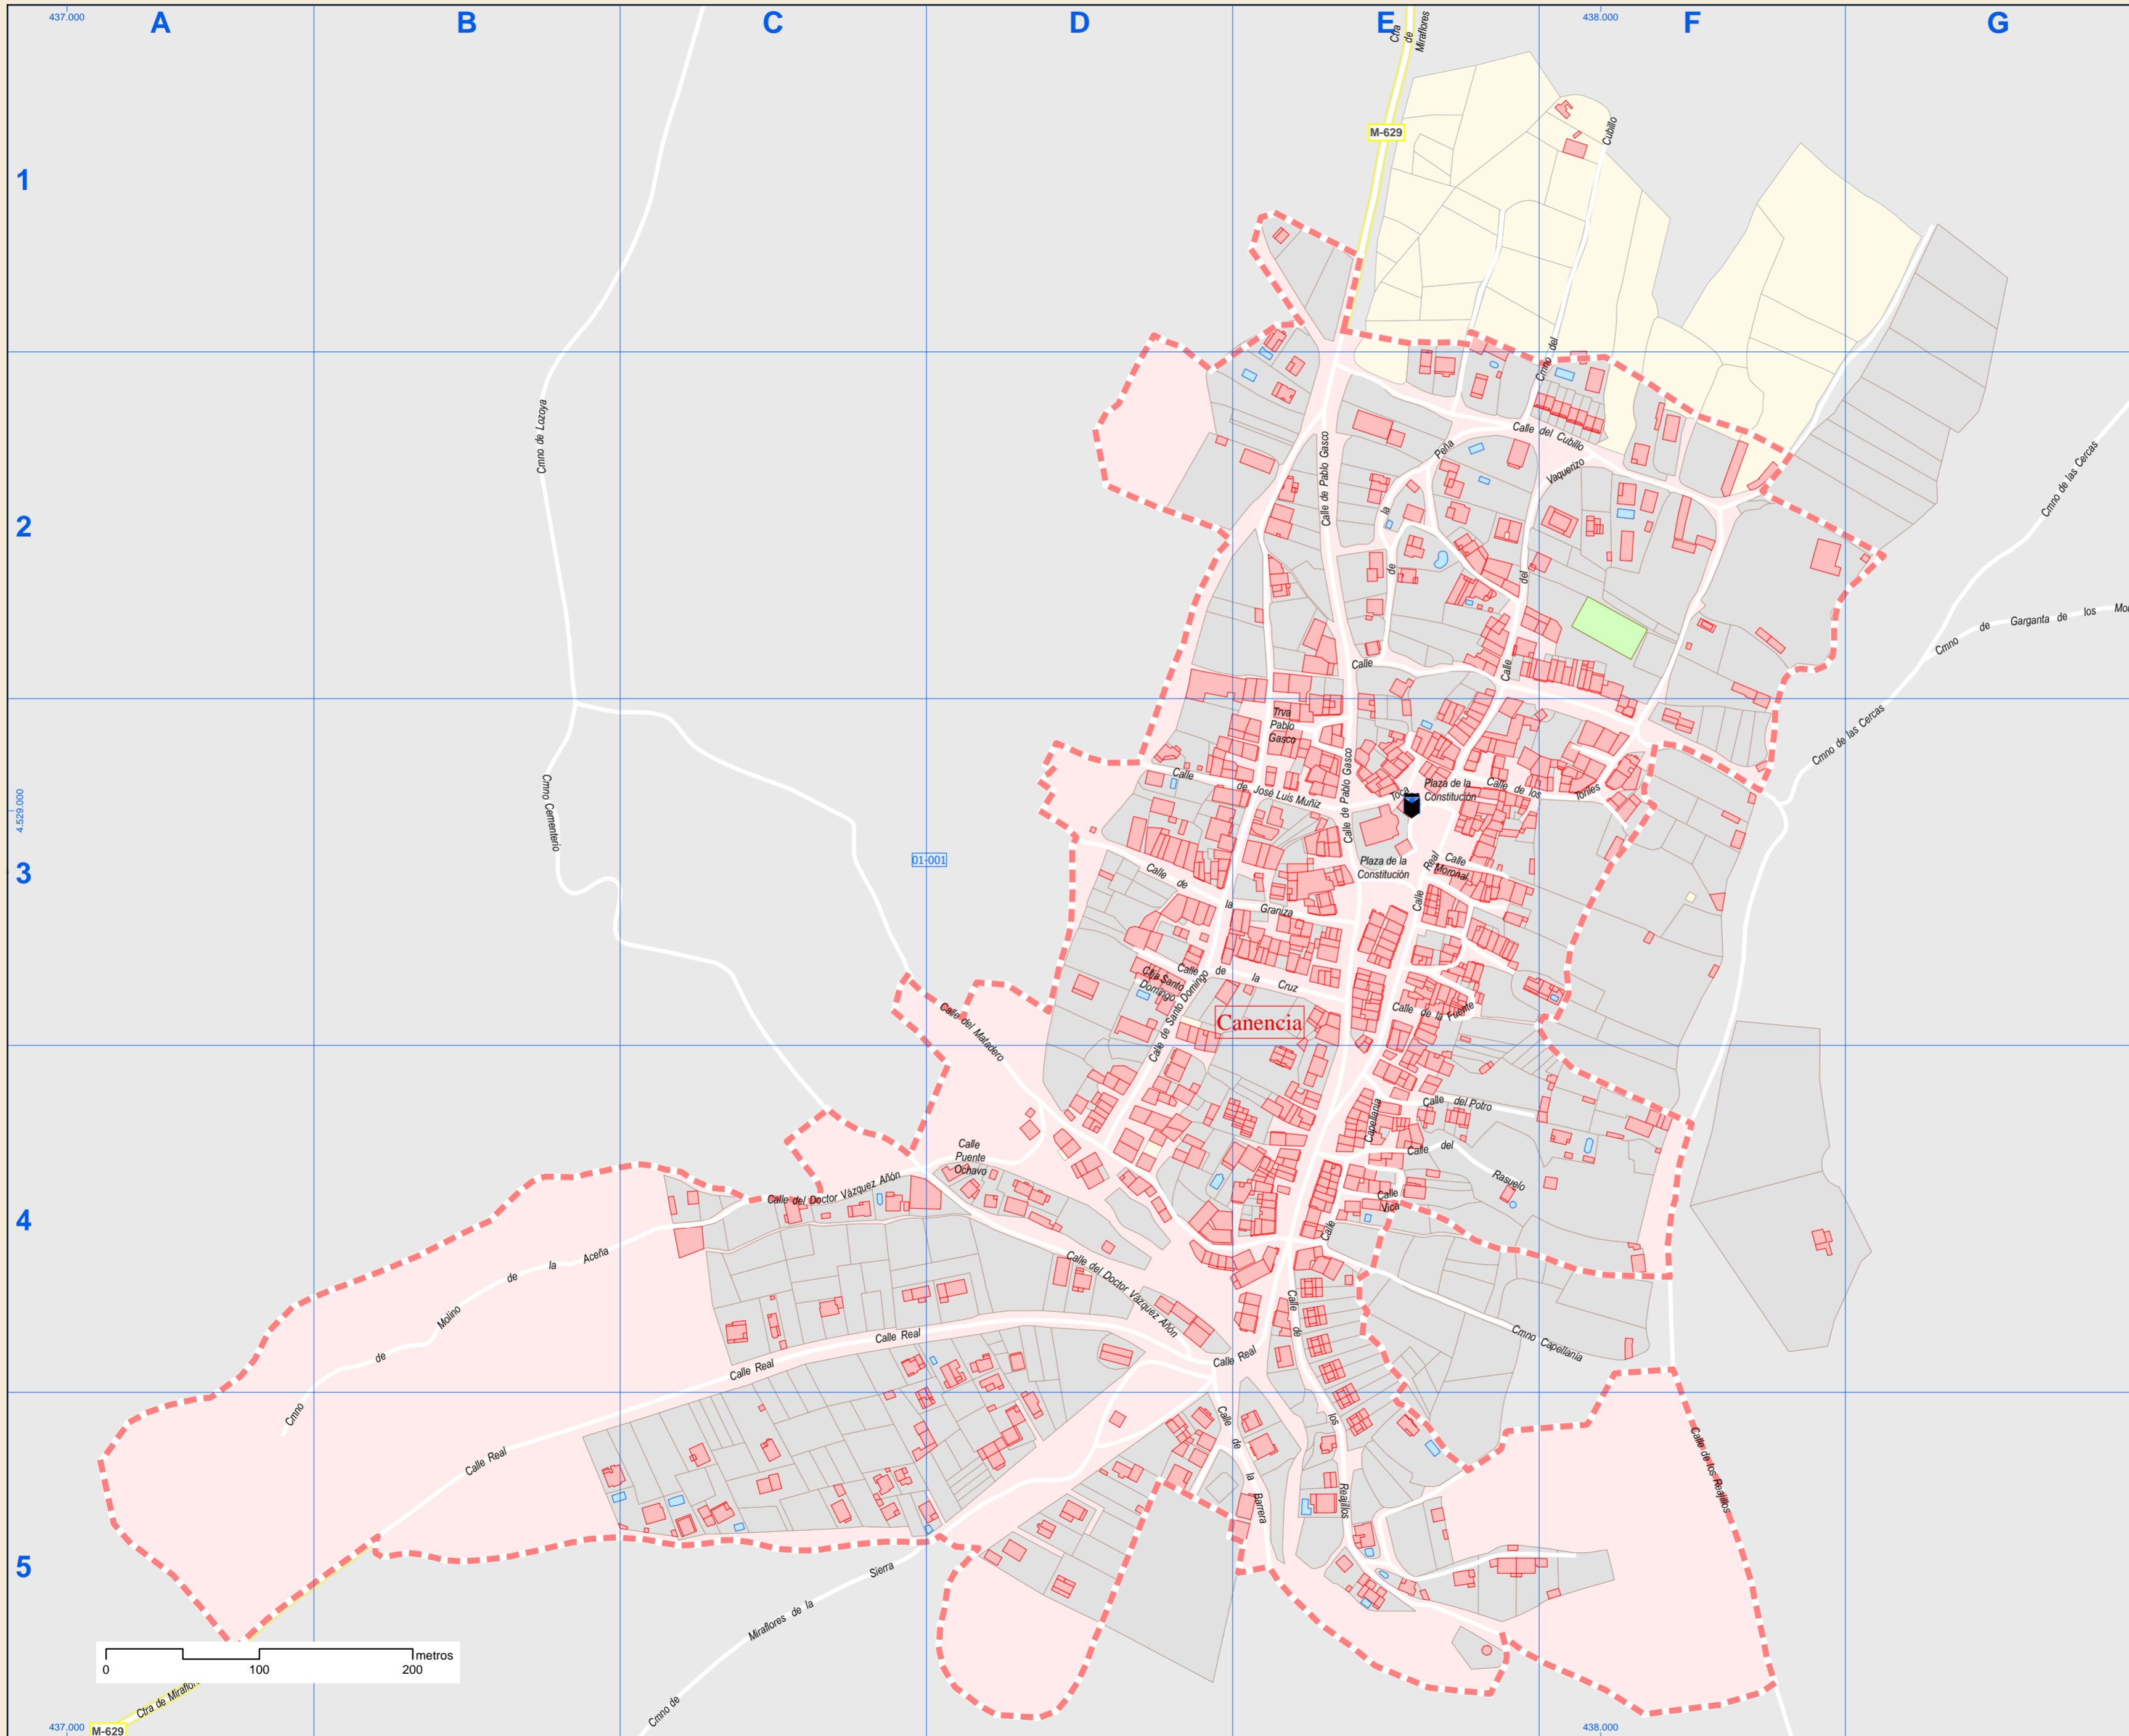 437.000
438.000
A
B
C
D
E
F
G
Ctra
de
Miraflores
M-629
Cubillo
1
Cmno del
Cmno de Lozoya
Calle de Pablo Gasco
Peña
Calle del Cubillo
Vaquerizo
Cmno de las Cercas
2
la
de
del
Cmno de Garganta de los
Calle
Calle
Trva
Pablo
Gasco
Cmno de las Cercas
Cmno Cementerio
Calle de José Luis Muñiz
Calle de Pablo Gasco
Toca
Plaza de la
Constitución
Calle de los
Toriles
4.529.000
01-001
3
Plaza de la
Constitución
Real
Calle
Moronal
Calle de
la Graniza
Calle
Calle de la Cruz
Cllja Santo
Domingo
Calle de Santo Domingo
Calle del Matadero
Canencia
Calle de la Fuente
Calle del Potro
Capellanía
Calle
Puente
Ochavo
Calle del
Rasuelo
Calle del Doctor Vázquez Añón
Calle
Vica
4
Calle
Cmno de Molino de la Aceña
Calle del Doctor Vázquez Añón
Calle de los Reajillos
Calle Real
Calle Real
Calle Real
Cmno Capellanía
Calle Real
Calle de la Barrera
Calle de los Reajillos
5
Cmno de Miraflores de la Sierra
0
100
200
metros
Ctra de
M-629
437.000
438.000